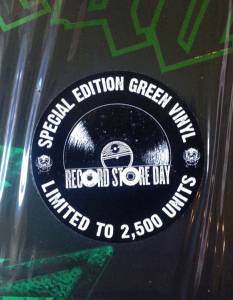 SPECIAL EDITION GREEN VINYL
RECORD STORE DAY
LIMITED TO 2,500 UNITS